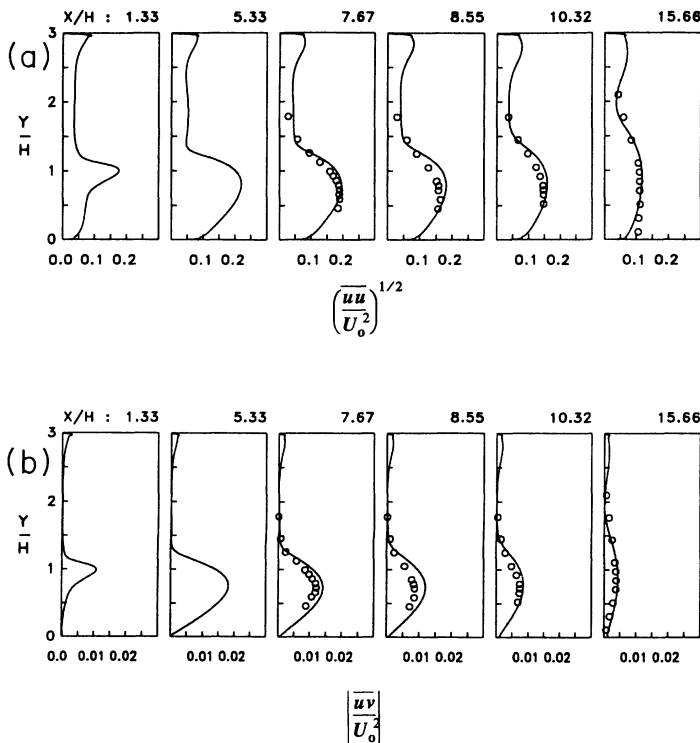 X/H : 1.33 5.33 7.67 8.55 10.32 15.66
(a)
3
2
Y
H
1
0
0.0 0.1 0.2 0.1 0.2 0.1 0.2 0.1 0.2 0.1 0.2 0.1 0.2
(uu / U₀²)^1/2
X/H : 1.33 5.33 7.67 8.55 10.32 15.66
(b)
3
2
Y
H
1
0
0.0 0.01 0.02 0.01 0.02 0.01 0.02 0.01 0.02 0.01 0.02 0.01 0.02
|uv / U₀²|